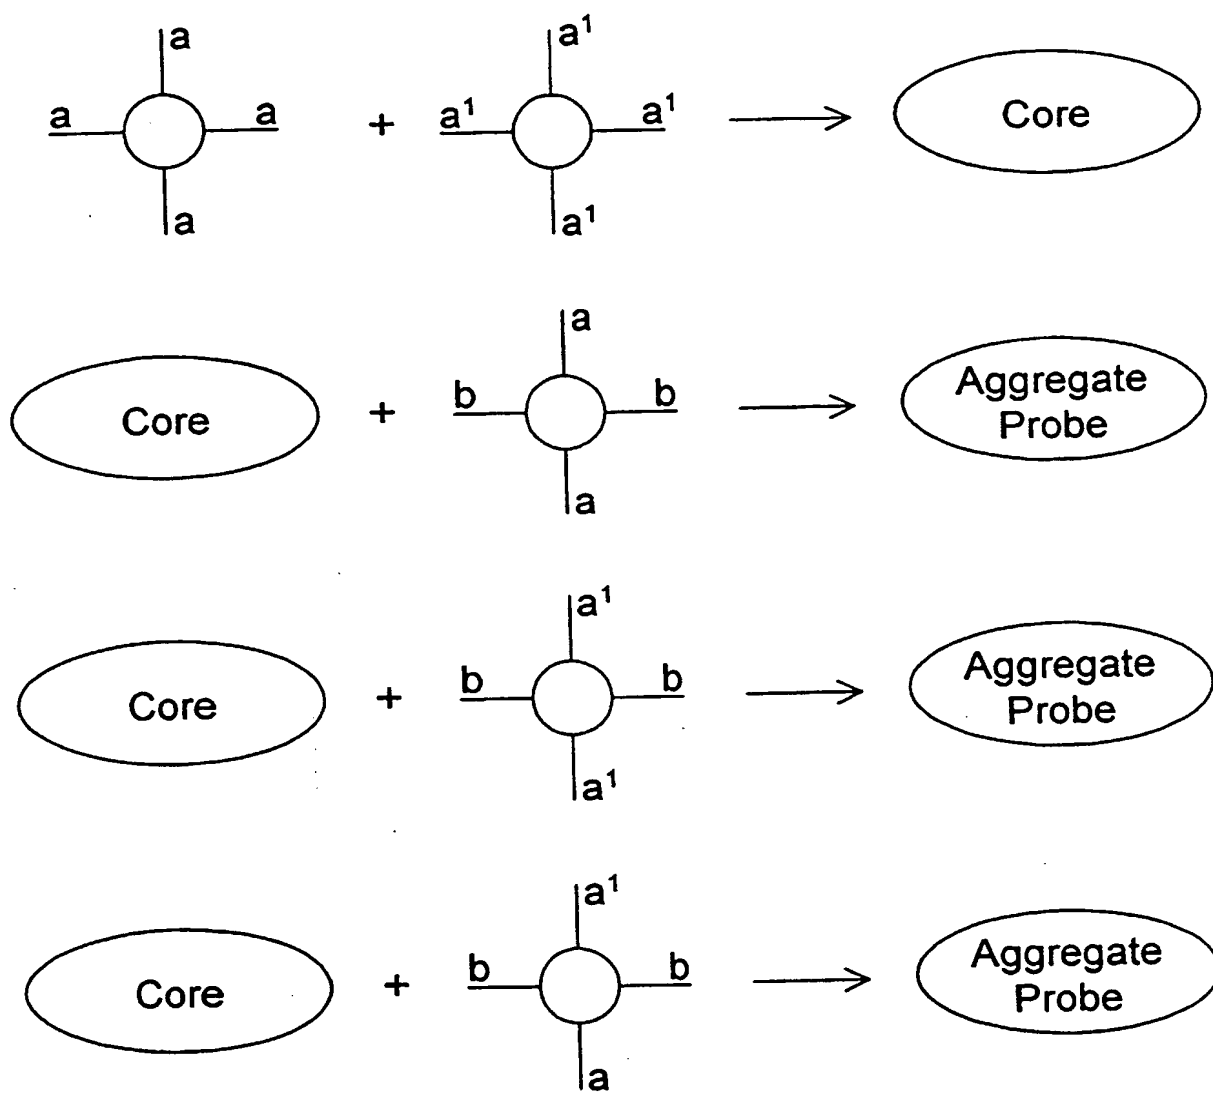 a
a¹
a a + a¹ a¹ Core
a a¹
a
Core + b b Aggregate
Probe
a
a¹
Core + b b Aggregate
Probe
a¹
a¹
Core + b b Aggregate
Probe
a